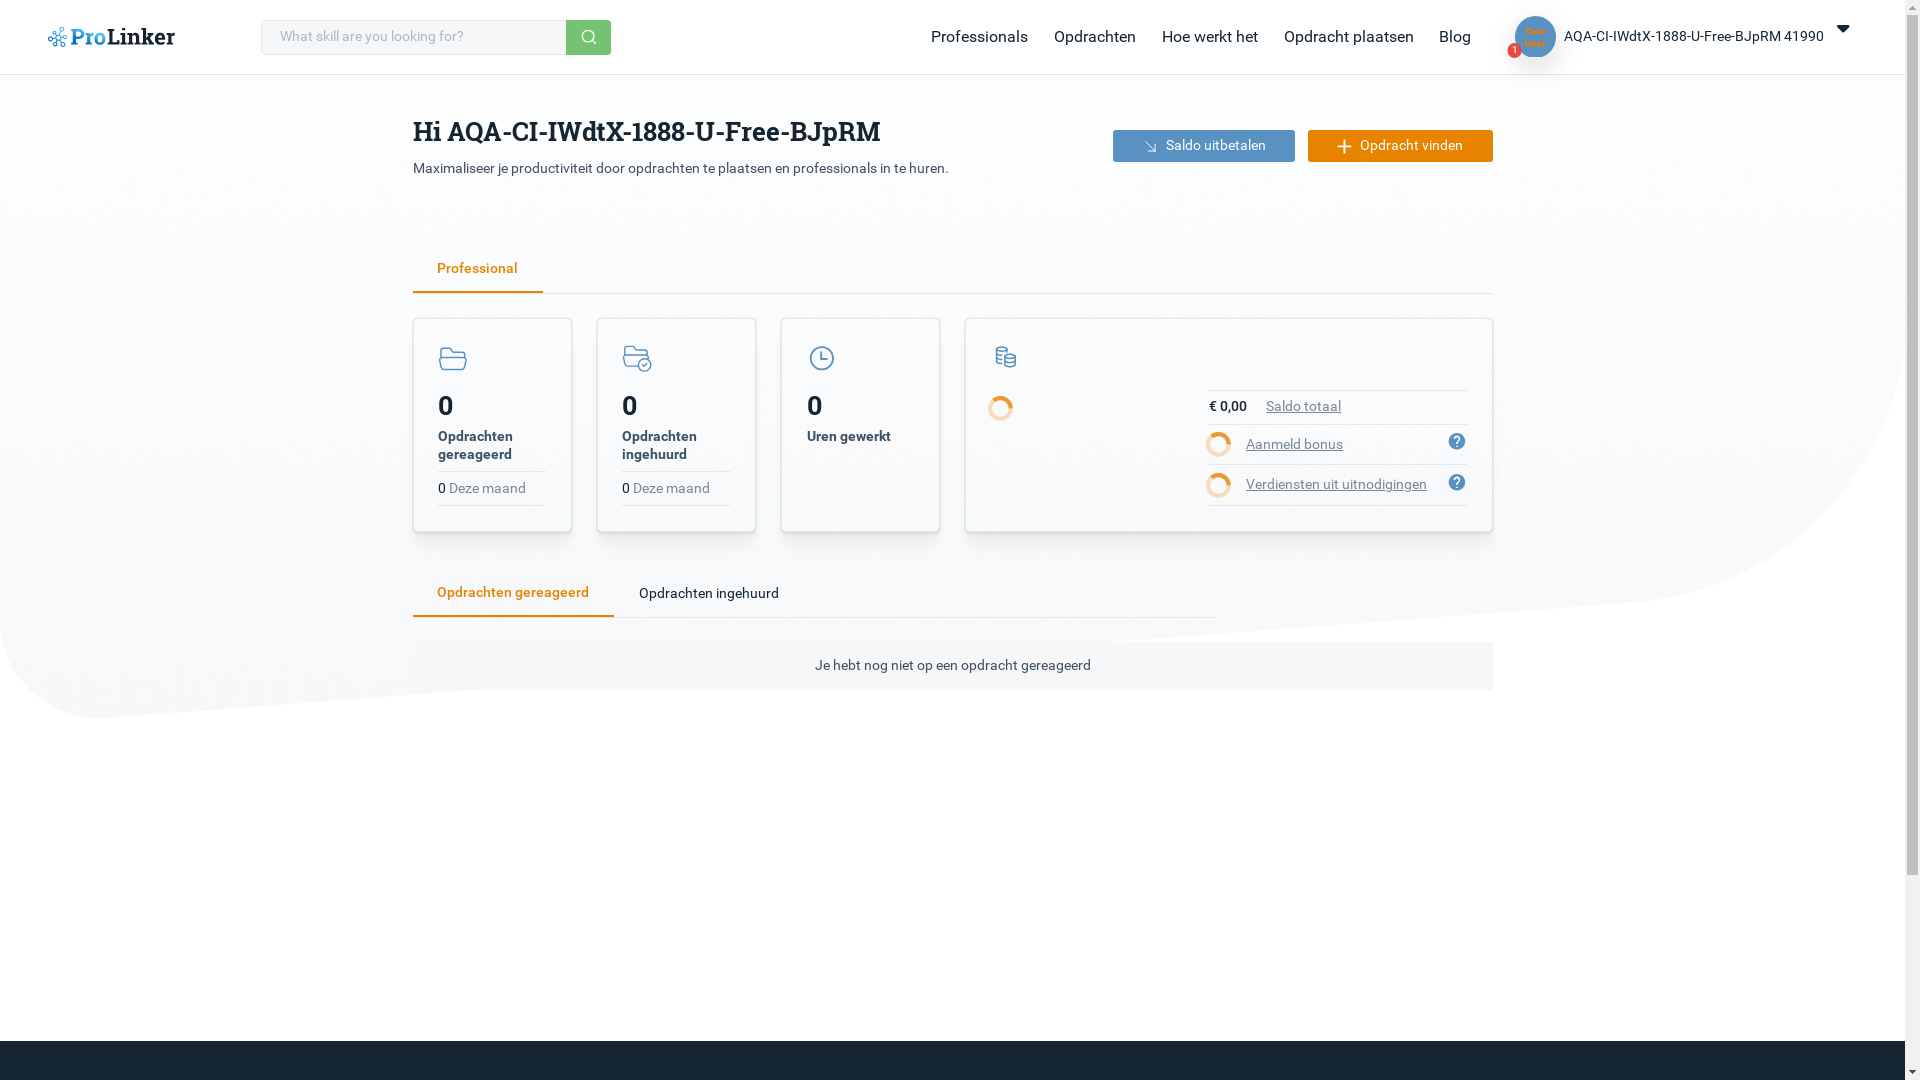 ProLinker
What skill are you looking for?
Professionals
Opdrachten
Hoe werkt het
Opdracht plaatsen
Blog
1
AQA-CI-IWdtX-1888-U-Free-BJpRM 41990
Hi AQA-CI-IWdtX-1888-U-Free-BJpRM
Maximaliseer je productiviteit door opdrachten te plaatsen en professionals in te huren.
Saldo uitbetalen
Opdracht vinden
Professional
0
Opdrachten
gereageerd
0 Deze maand
0
Opdrachten
ingehuurd
0 Deze maand
0
Uren gewerkt
€ 0,00 Saldo totaal
Aanmeld bonus ?
Verdiensten uit uitnodigingen ?
Opdrachten gereageerd
Opdrachten ingehuurd
Je hebt nog niet op een opdracht gereageerd